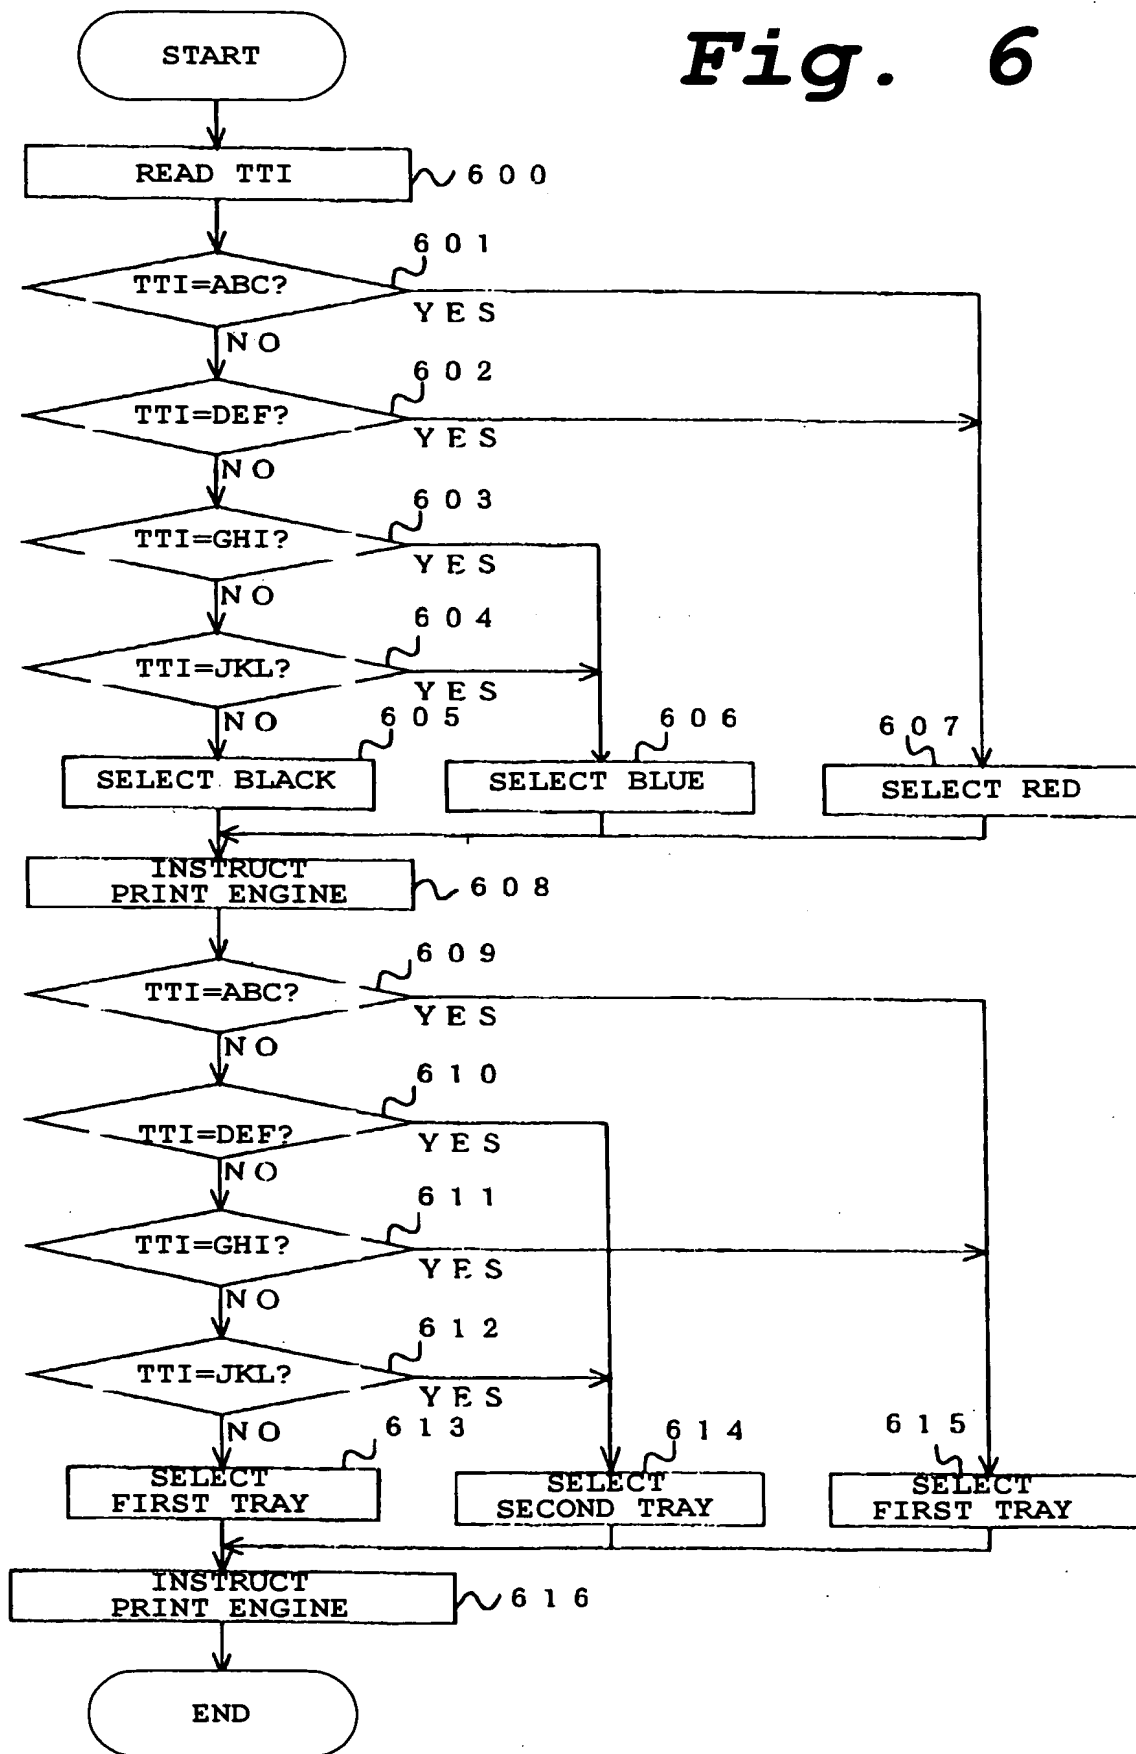 Fig. 6
START
READ TTI
600
601
TTI=ABC?
YES
NO
602
TTI=DEF?
YES
NO
603
TTI=GHI?
YES
NO
604
TTI=JKL?
YES
NO
605
606
607
SELECT BLACK
SELECT BLUE
SELECT RED
INSTRUCT
PRINT ENGINE
608
609
TTI=ABC?
YES
NO
610
TTI=DEF?
YES
NO
611
TTI=GHI?
YES
NO
612
TTI=JKL?
YES
NO
613
614
615
SELECT
FIRST TRAY
SELECT
SECOND TRAY
SELECT
FIRST TRAY
INSTRUCT
PRINT ENGINE
616
END